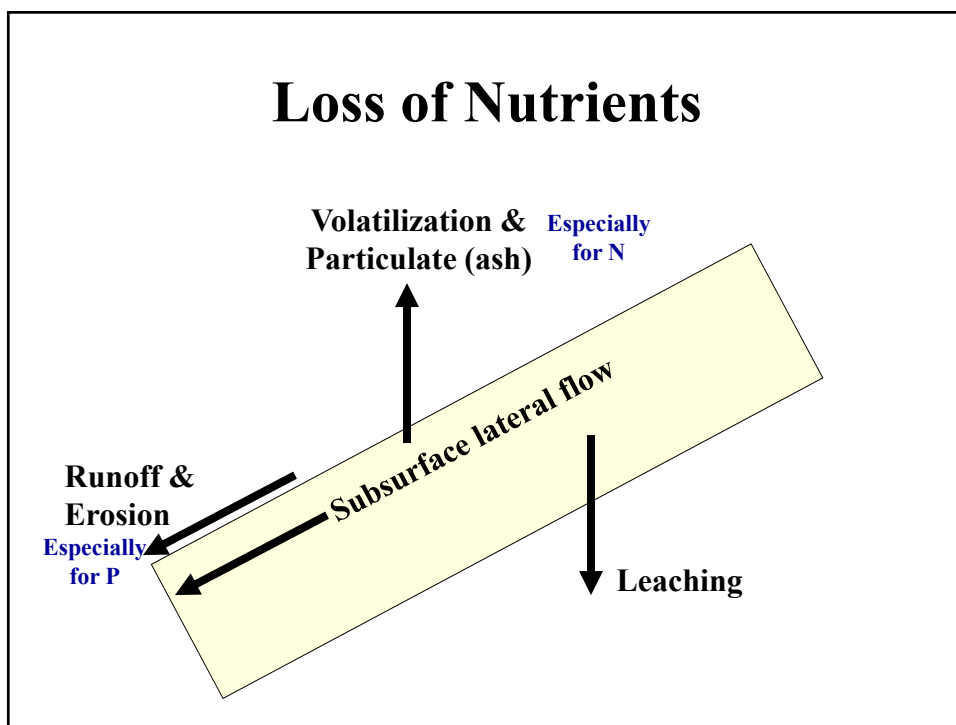 Loss of Nutrients
Volatilization &
Particulate (ash)
Especially
for N
Subsurface lateral flow
Runoff &
Erosion
Especially
for P
Leaching